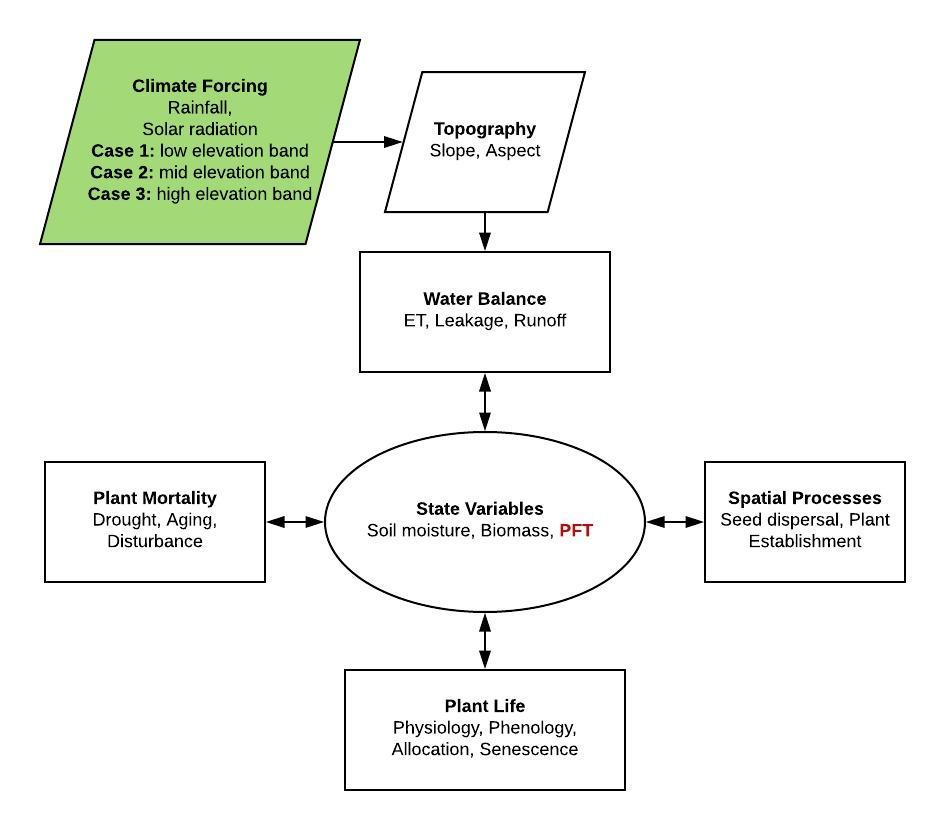 Climate Forcing
Rainfall,
Solar radiation
Case 1: low elevation band
Case 2: mid elevation band
Case 3: high elevation band
Topography
Slope, Aspect
Water Balance
ET, Leakage, Runoff
Plant Mortality
Drought, Aging,
Disturbance
State Variables
Soil moisture, Biomass, PFT
Spatial Processes
Seed dispersal, Plant
Establishment
Plant Life
Physiology, Phenology,
Allocation, Senescence